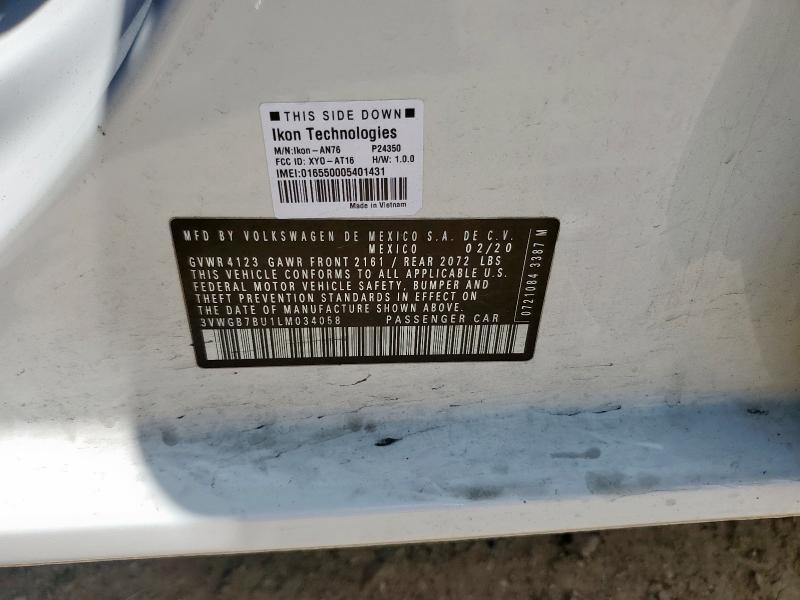 THIS SIDE DOWN
Ikon Technologies
M/N:Ikon-AN76 P24350
FCC ID: XYO-AT16 H/W: 1.0.0
IMEI:016550005401431
Made in Vietnam
MFD BY VOLKSWAGEN DE MEXICO S.A. DE C.V.
MEXICO 02/20
GVWR 4123 GAWR FRONT 2161 / REAR 2072 LBS
THIS VEHICLE CONFORMS TO ALL APPLICABLE U.S.
FEDERAL MOTOR VEHICLE SAFETY, BUMPER AND
THEFT PREVENTION STANDARDS IN EFFECT ON
THE DATE OF MANUFACTURE SHOWN ABOVE.
3VWGB7BU1LM034058 PASSENGER CAR
0721084 3387 M